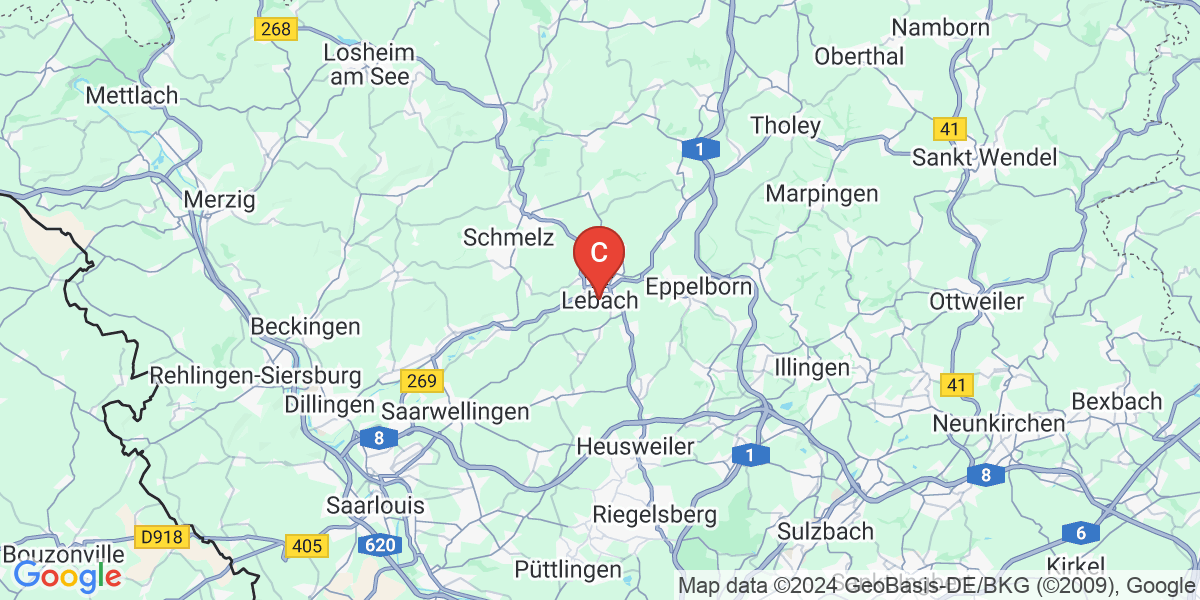 268
Namborn
Losheim
am See
Oberthal
Mettlach
Tholey
41
1
Sankt Wendel
Marpingen
Merzig
Schmelz
C
Eppelborn
Lebach
Ottweiler
Beckingen
Illingen
Rehlingen-Siersburg
269
41
Dillingen
Saarwellingen
Bexbach
Neunkirchen
8
Heusweiler
1
8
Saarlouis
Riegelsberg
Sulzbach
6
D918
405
620
Bouzonville
Püttlingen
Kirkel
Google
Map data ©2024 GeoBasis-DE/BKG (©2009), Google